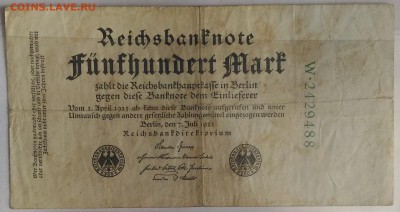 COINS.LAVE.RU
Reichsbanknote
Fünfhundert Mark
zahlt die Reichsbankhauptkasse in Berlin
gegen diese Banknote dem Einlieferer
Vom 1. April 1923 ab kann diese Banknote aufgerufen und unter
Umtausch gegen andere gesetzliche Zahlungsmittel eingezogen werden
Berlin, den 7. Juli 1922
Reichsbankdirektorium
W·2429488